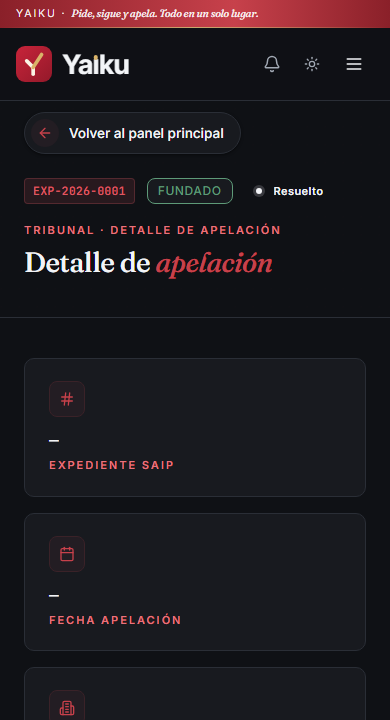 YAIKU · Pide, sigue y apela. Todo en un solo lugar.
Yaiku
Volver al panel principal
EXP-2026-0001 FUNDADO Resuelto
TRIBUNAL · DETALLE DE APELACIÓN
Detalle de apelación
—
EXPEDIENTE SAIP
—
FECHA APELACIÓN